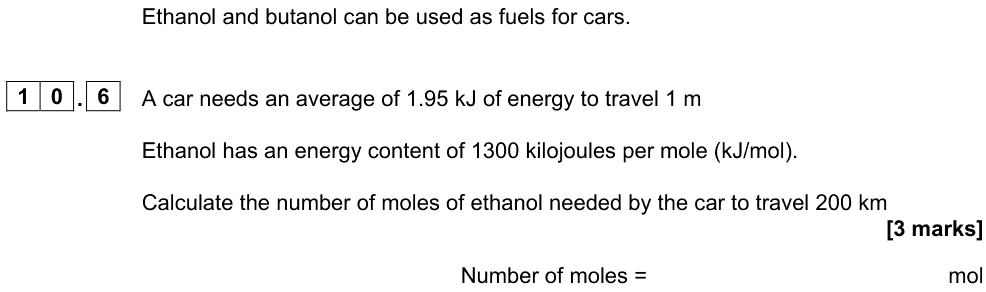 Ethanol and butanol can be used as fuels for cars.
10.6 A car needs an average of 1.95 kJ of energy to travel 1 m
Ethanol has an energy content of 1300 kilojoules per mole (kJ/mol).
Calculate the number of moles of ethanol needed by the car to travel 200 km
[3 marks]
Number of moles = mol